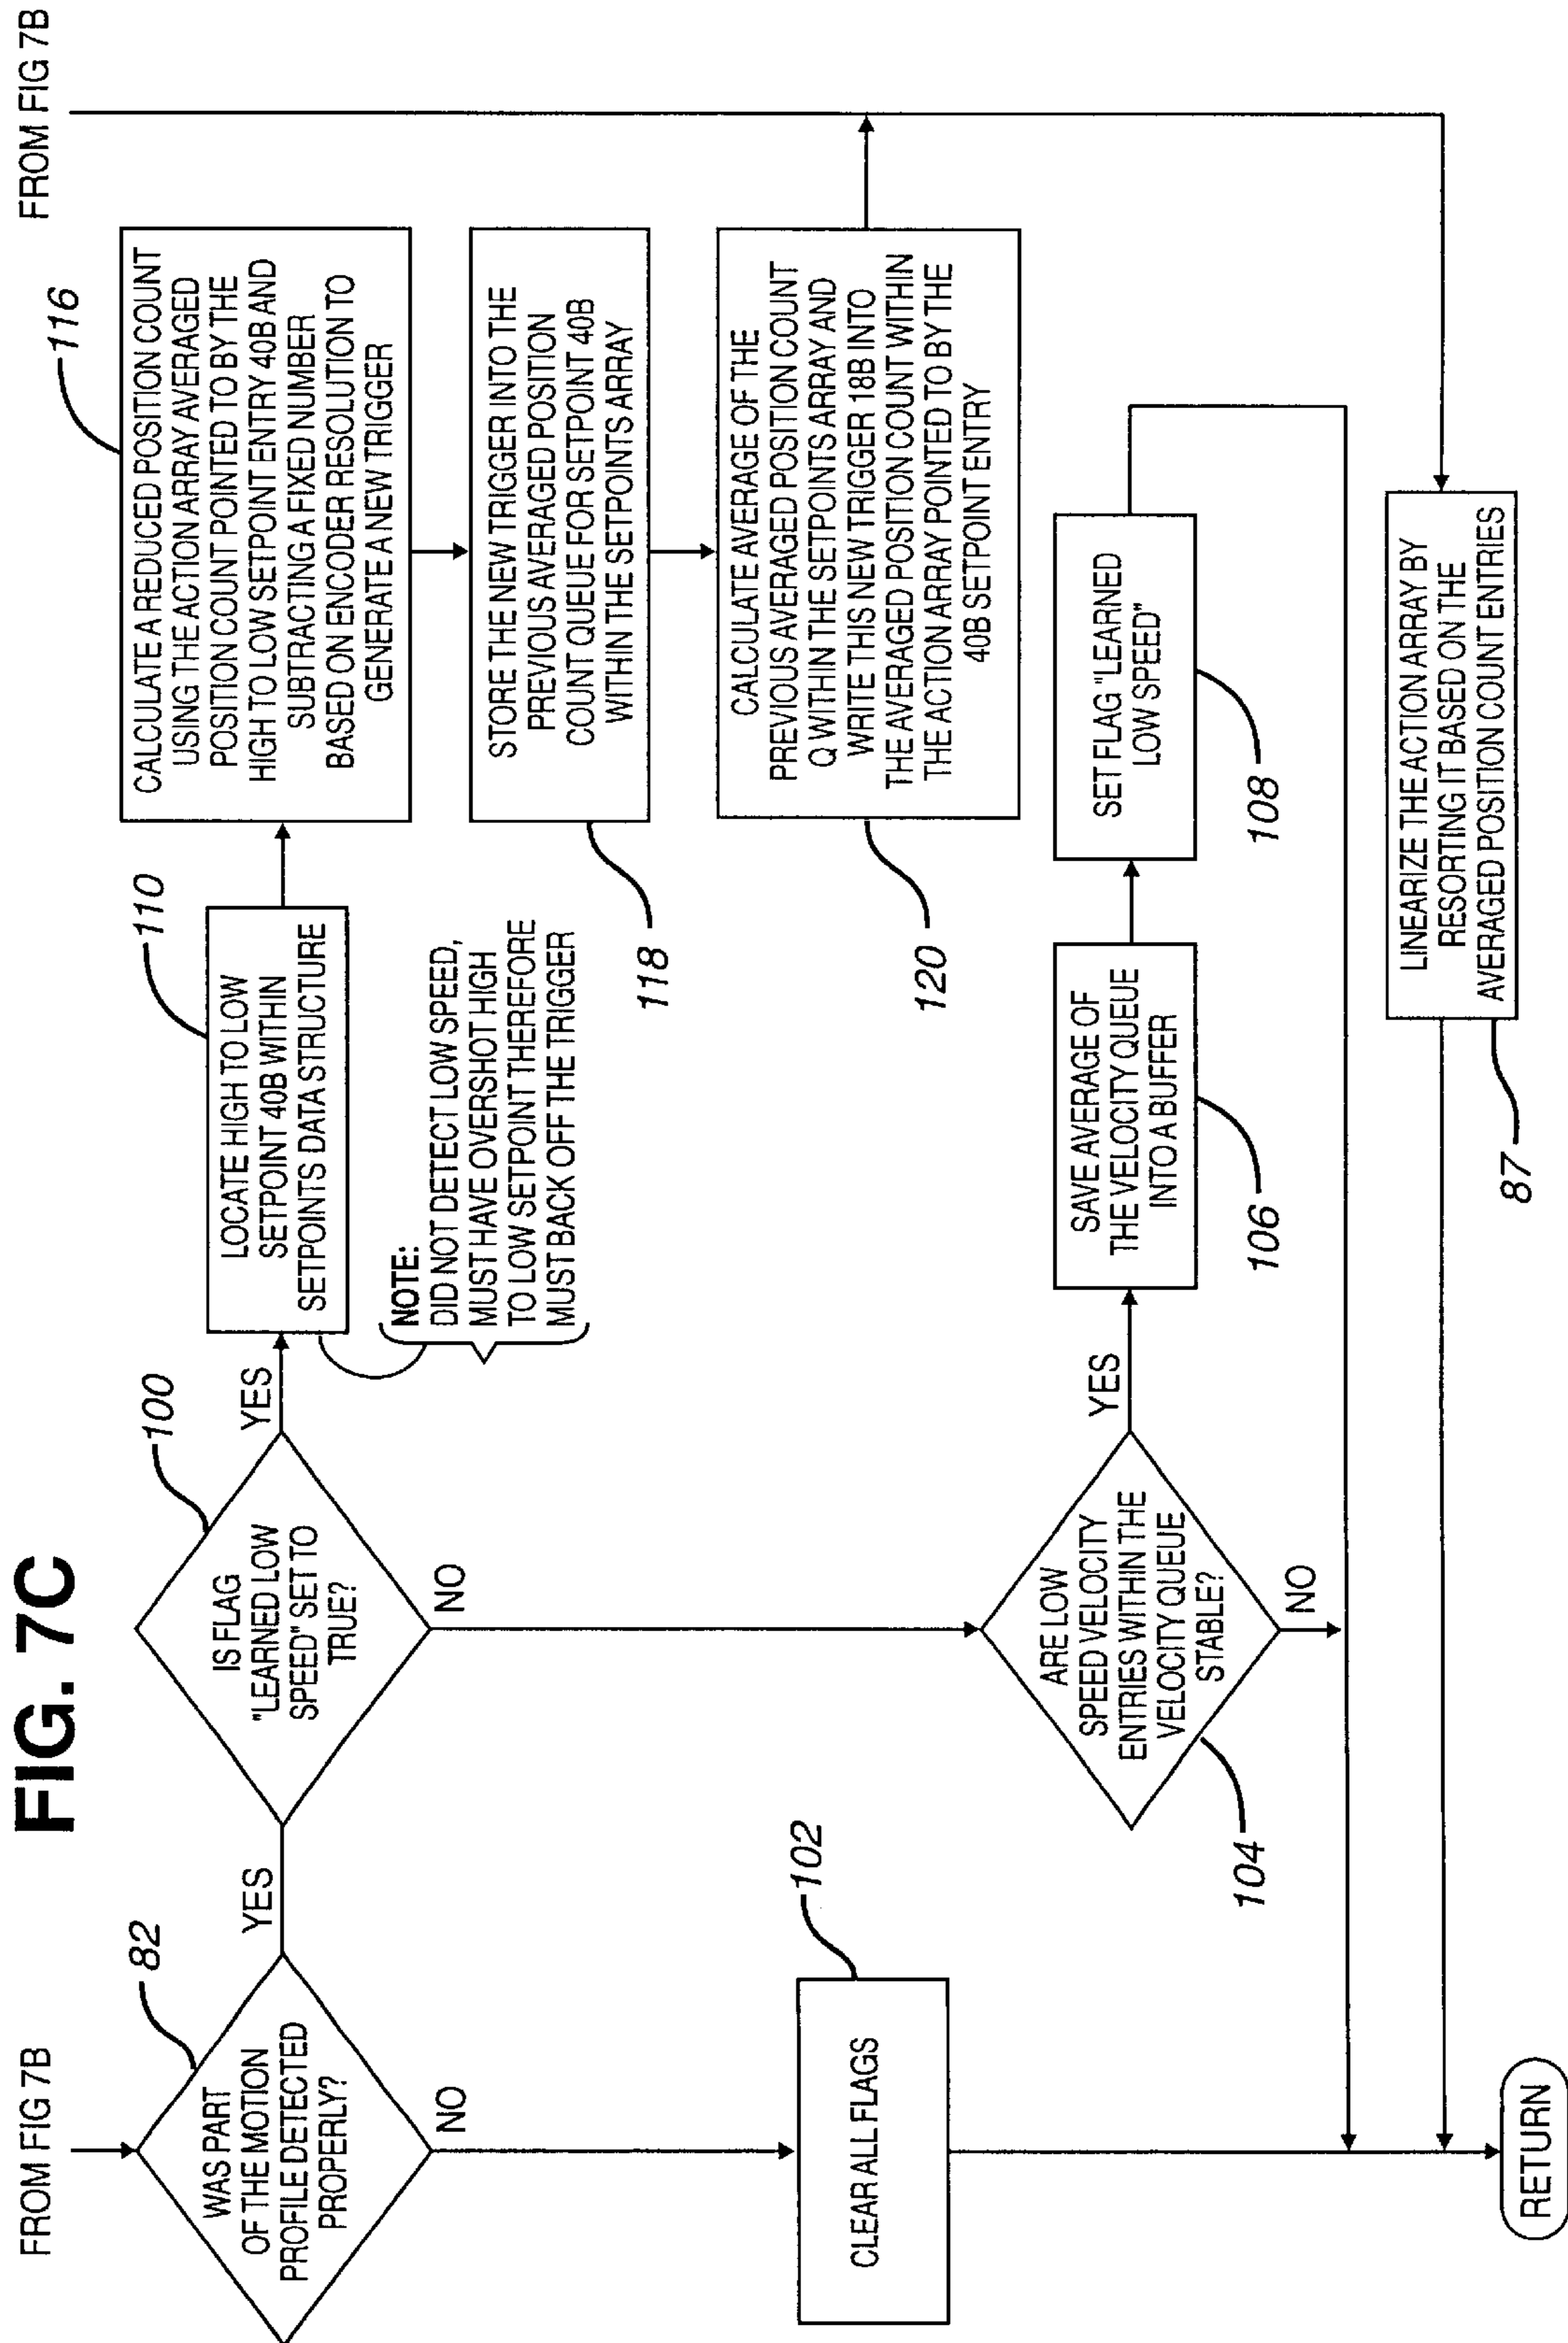 FIG. 7C
FROM FIG 7B
82
WAS PART
OF THE MOTION
PROFILE DETECTED
PROPERLY?
YES
NO
102
CLEAR ALL FLAGS
RETURN
100
IS FLAG
"LEARNED LOW
SPEED" SET TO
TRUE?
YES
NO
110
LOCATE HIGH TO LOW
SETPOINT 40B WITHIN
SETPOINTS DATA STRUCTURE
NOTE:
DID NOT DETECT LOW SPEED,
MUST HAVE OVERSHOT HIGH
TO LOW SETPOINT THEREFORE
MUST BACK OFF THE TRIGGER
116
CALCULATE A REDUCED POSITION COUNT
USING THE ACTION ARRAY AVERAGED
POSITION COUNT POINTED TO BY THE
HIGH TO LOW SETPOINT ENTRY 40B AND
SUBTRACTING A FIXED NUMBER
BASED ON ENCODER RESOLUTION TO
GENERATE A NEW TRIGGER
118
STORE THE NEW TRIGGER INTO THE
PREVIOUS AVERAGED POSITION
COUNT QUEUE FOR SETPOINT 40B
WITHIN THE SETPOINTS ARRAY
120
CALCULATE AVERAGE OF THE
PREVIOUS AVERAGED POSITION COUNT
Q WITHIN THE SETPOINTS ARRAY AND
WRITE THIS NEW TRIGGER 18B INTO
THE AVERAGED POSITION COUNT WITHIN
THE ACTION ARRAY POINTED TO BY THE
40B SETPOINT ENTRY
FROM FIG 7B
104
ARE LOW
SPEED VELOCITY
ENTRIES WITHIN THE
VELOCITY QUEUE
STABLE?
YES
NO
106
SAVE AVERAGE OF
THE VELOCITY QUEUE
INTO A BUFFER
108
SET FLAG "LEARNED
LOW SPEED"
87
LINEARIZE THE ACTION ARRAY BY
RESORTING IT BASED ON THE
AVERAGED POSITION COUNT ENTRIES